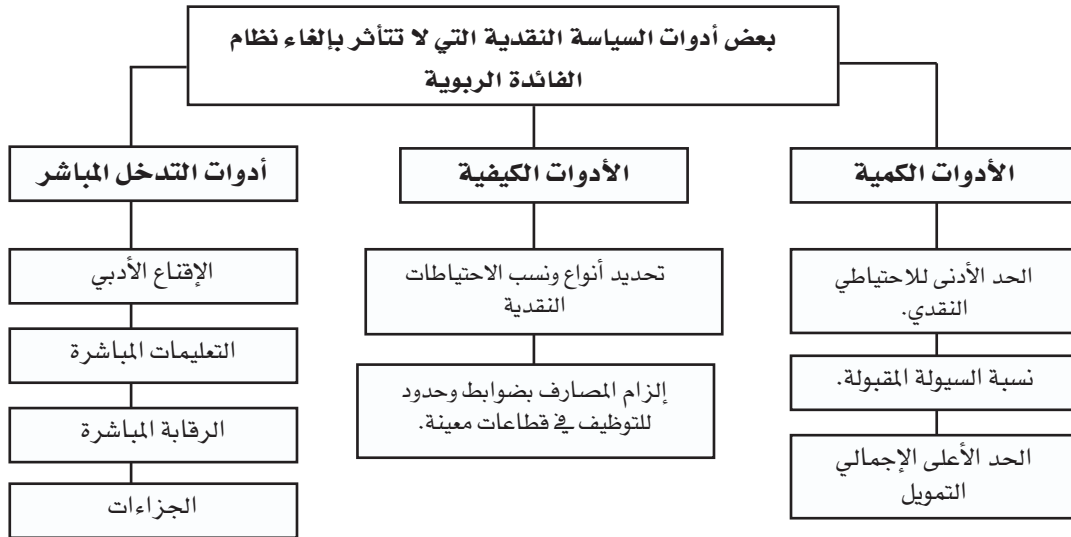 بعض أدوات السياسة النقدية التي لا تتأثر بإلغاء نظام
الفائدة الربوية
الأدوات الكمية
الحد الأدنى للاحتياطي
النقدي.
نسبة السيولة المقبولة.
الحد الأعلى الإجمالي
التمويل
الأدوات الكيفية
تحديد أنواع ونسب الاحتياطات
النقدية
إلزام المصارف بضوابط وحدود
للتوظيف في قطاعات معينة.
أدوات التدخل المباشر
الإقناع الأدبي
التعليمات المباشرة
الرقابة المباشرة
الجزاءات